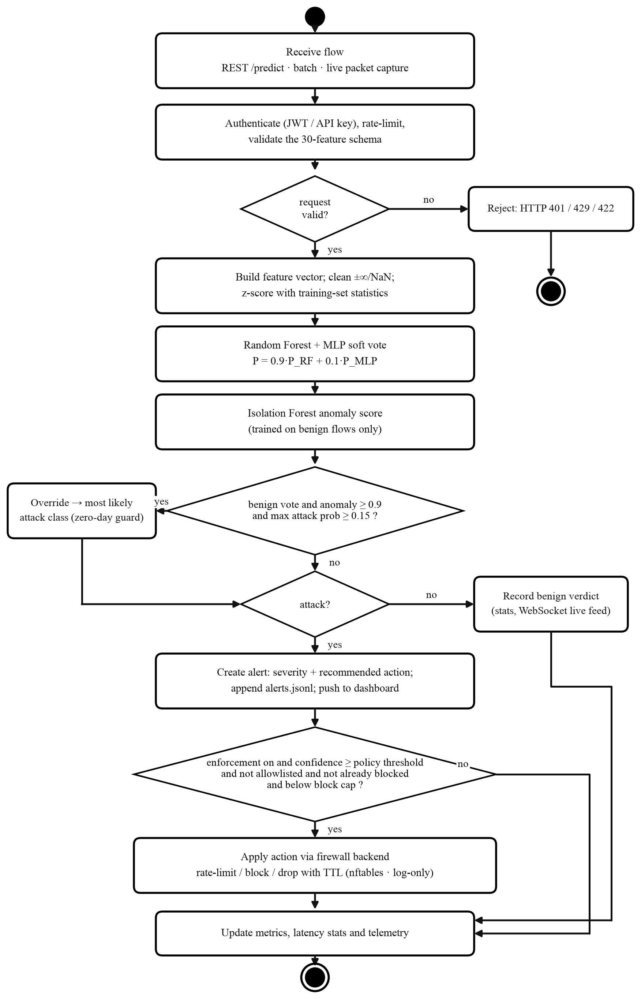 Receive flow
REST /predict · batch · live packet capture
Authenticate (JWT / API key), rate-limit,
validate the 30-feature schema
request
valid?
no
Reject: HTTP 401 / 429 / 422
yes
Build feature vector; clean ±∞/NaN;
z-score with training-set statistics
Random Forest + MLP soft vote
P = 0.9·P_RF + 0.1·P_MLP
Isolation Forest anomaly score
(trained on benign flows only)
benign vote and anomaly ≥ 0.9
and max attack prob ≥ 0.15 ?
yes
Override → most likely
attack class (zero-day guard)
no
attack?
no
Record benign verdict
(stats, WebSocket live feed)
yes
Create alert: severity + recommended action;
append alerts.jsonl; push to dashboard
enforcement on and confidence ≥ policy threshold
and not allowlisted and not already blocked
and below block cap ?
no
yes
Apply action via firewall backend
rate-limit / block / drop with TTL (nftables · log-only)
Update metrics, latency stats and telemetry